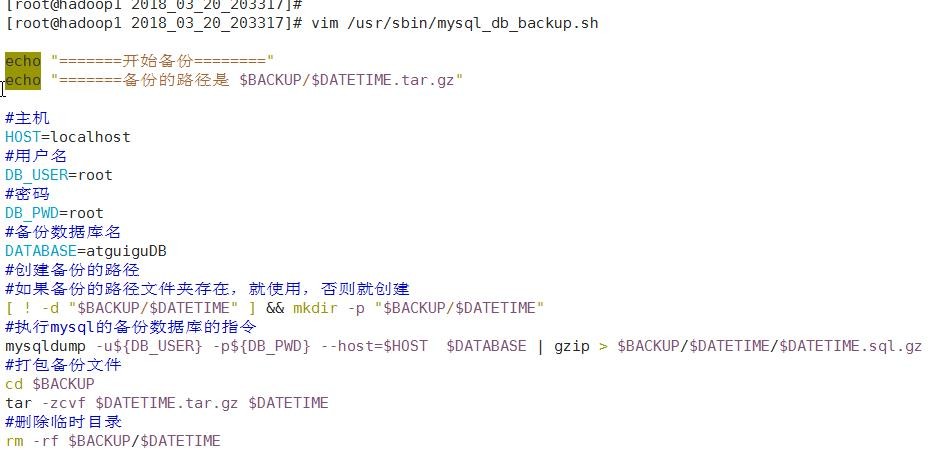 [root@hadoop1 2018_03_20_203317]#
[root@hadoop1 2018_03_20_203317]# vim /usr/sbin/mysql_db_backup.sh
echo "=======开始备份========"
echo "=======备份的路径是 $BACKUP/$DATETIME.tar.gz"
#主机
HOST=localhost
#用户名
DB_USER=root
#密码
DB_PWD=root
#备份数据库名
DATABASE=atguiguDB
#创建备份的路径
#如果备份的路径文件夹存在，就使用，否则就创建
[ ! -d "$BACKUP/$DATETIME" ] && mkdir -p "$BACKUP/$DATETIME"
#执行mysql的备份数据库的指令
mysqldump -u${DB_USER} -p${DB_PWD} --host=$HOST  $DATABASE | gzip > $BACKUP/$DATETIME/$DATETIME.sql.gz
#打包备份文件
cd $BACKUP
tar -zcvf $DATETIME.tar.gz $DATETIME
#删除临时目录
rm -rf $BACKUP/$DATETIME